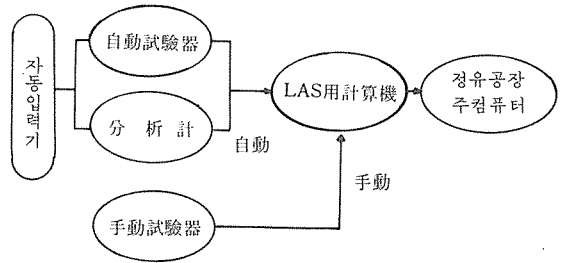 자동입력기
自動試驗器
分析計
自動
LAS用計算機
정유공장
주컴퓨터
手動
手動試驗器